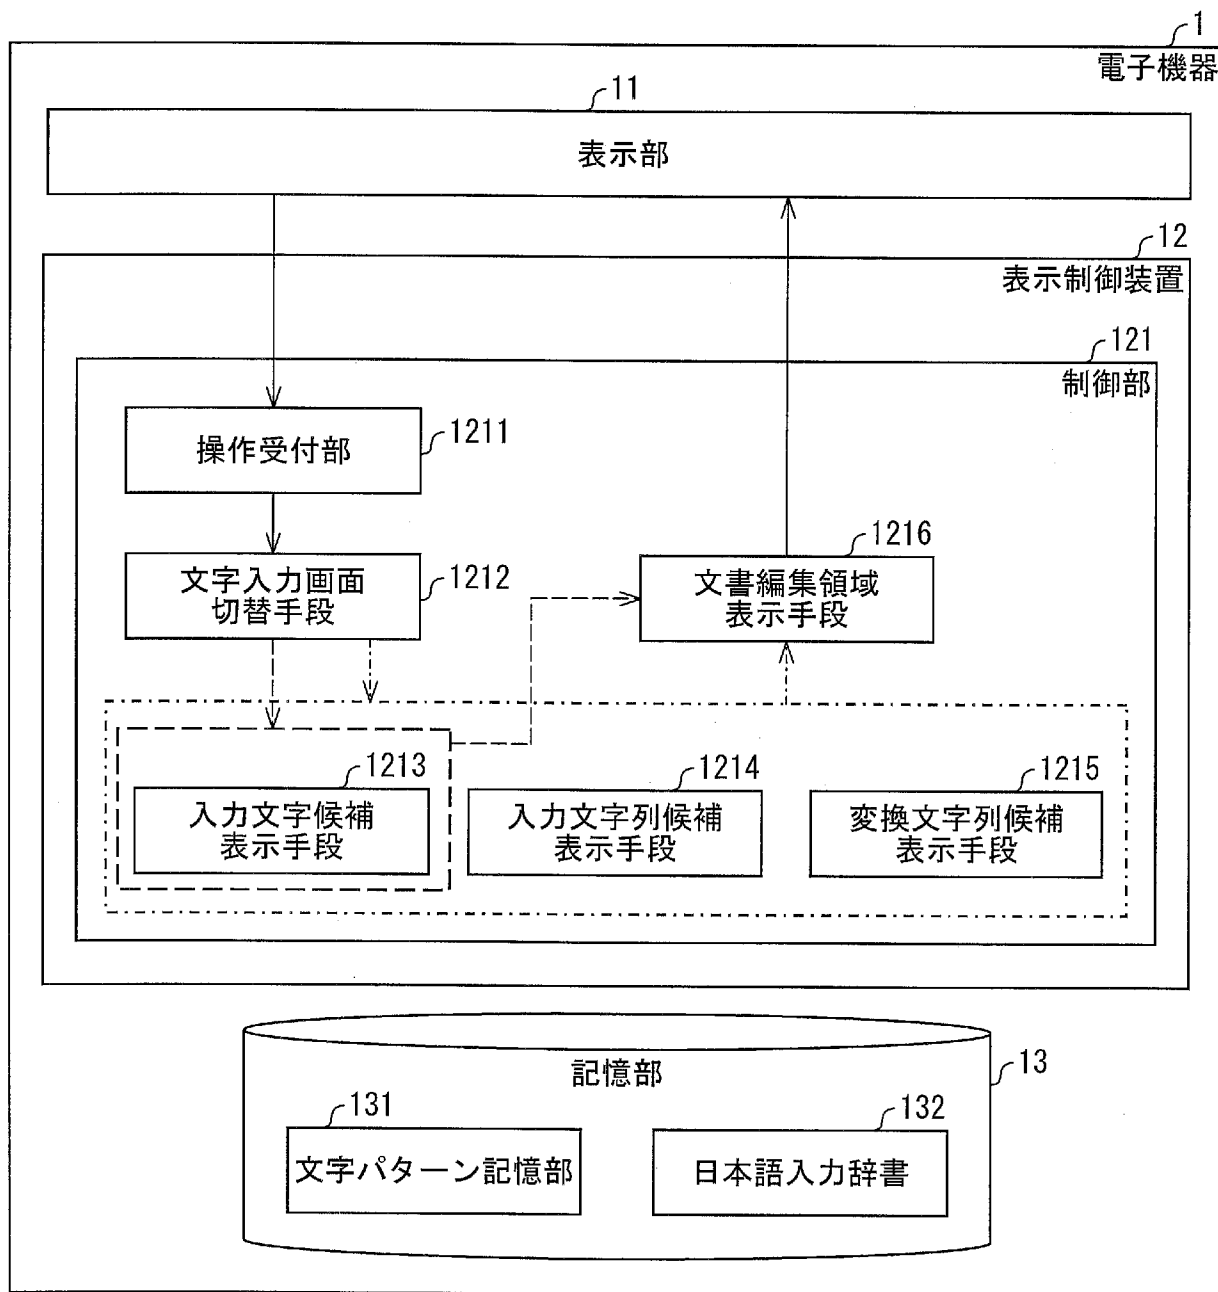 1
電子機器
11
表示部
12
表示制御装置
121
制御部
1211
操作受付部
1212
文字入力画面
切替手段
1216
文書編集領域
表示手段
1213
入力文字候補
表示手段
1214
入力文字列候補
表示手段
1215
変換文字列候補
表示手段
13
記憶部
131
文字パターン記憶部
132
日本語入力辞書